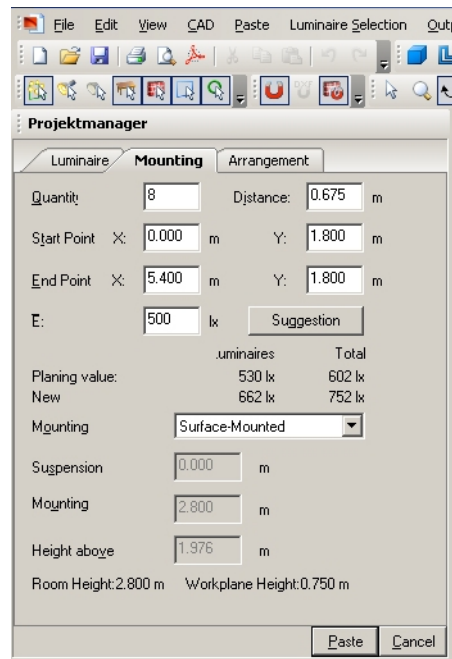 File Edit View CAD Paste Luminaire Selection Outp
Projektmanager
Luminaire Mounting Arrangement
Quantity 8 Distance: 0.675 m
Start Point X: 0.000 m Y: 1.800 m
End Point X: 5.400 m Y: 1.800 m
E: 500 lx Suggestion
.uminaires Total
Planing value: 530 lx 602 lx
New 662 lx 752 lx
Mounting Surface-Mounted
Suspension 0.000 m
Mounting 2.800 m
Height above 1.976 m
Room Height:2.800 m Workplane Height:0.750 m
Paste Cancel